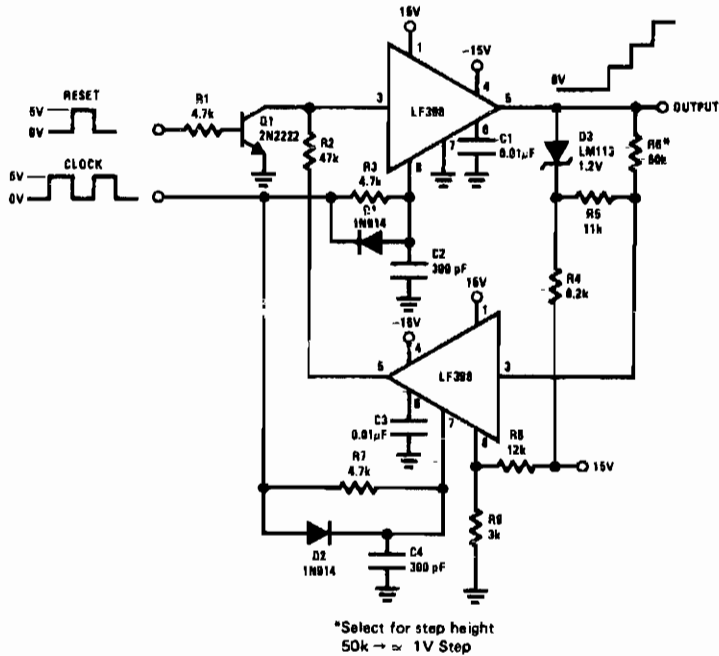 RESET
5V
0V
R1
4.7k
Q1
2N2222
CLOCK
5V
0V
15V
1
-15V
4
3
LF398
5
6
7
8
C1
0.01µF
0V
OUTPUT
R2
47k
R3
4.7k
D1
1N914
C2
300 pF
D3
LM113
1.2V
R6*
50k
R5
11k
R4
8.2k
15V
1
-15V
4
5
LF398
3
6
7
8
C3
0.01µF
R7
4.7k
R8
12k
15V
R9
3k
D2
1N914
C4
300 pF
*Select for step height
50k → ≃ 1V Step